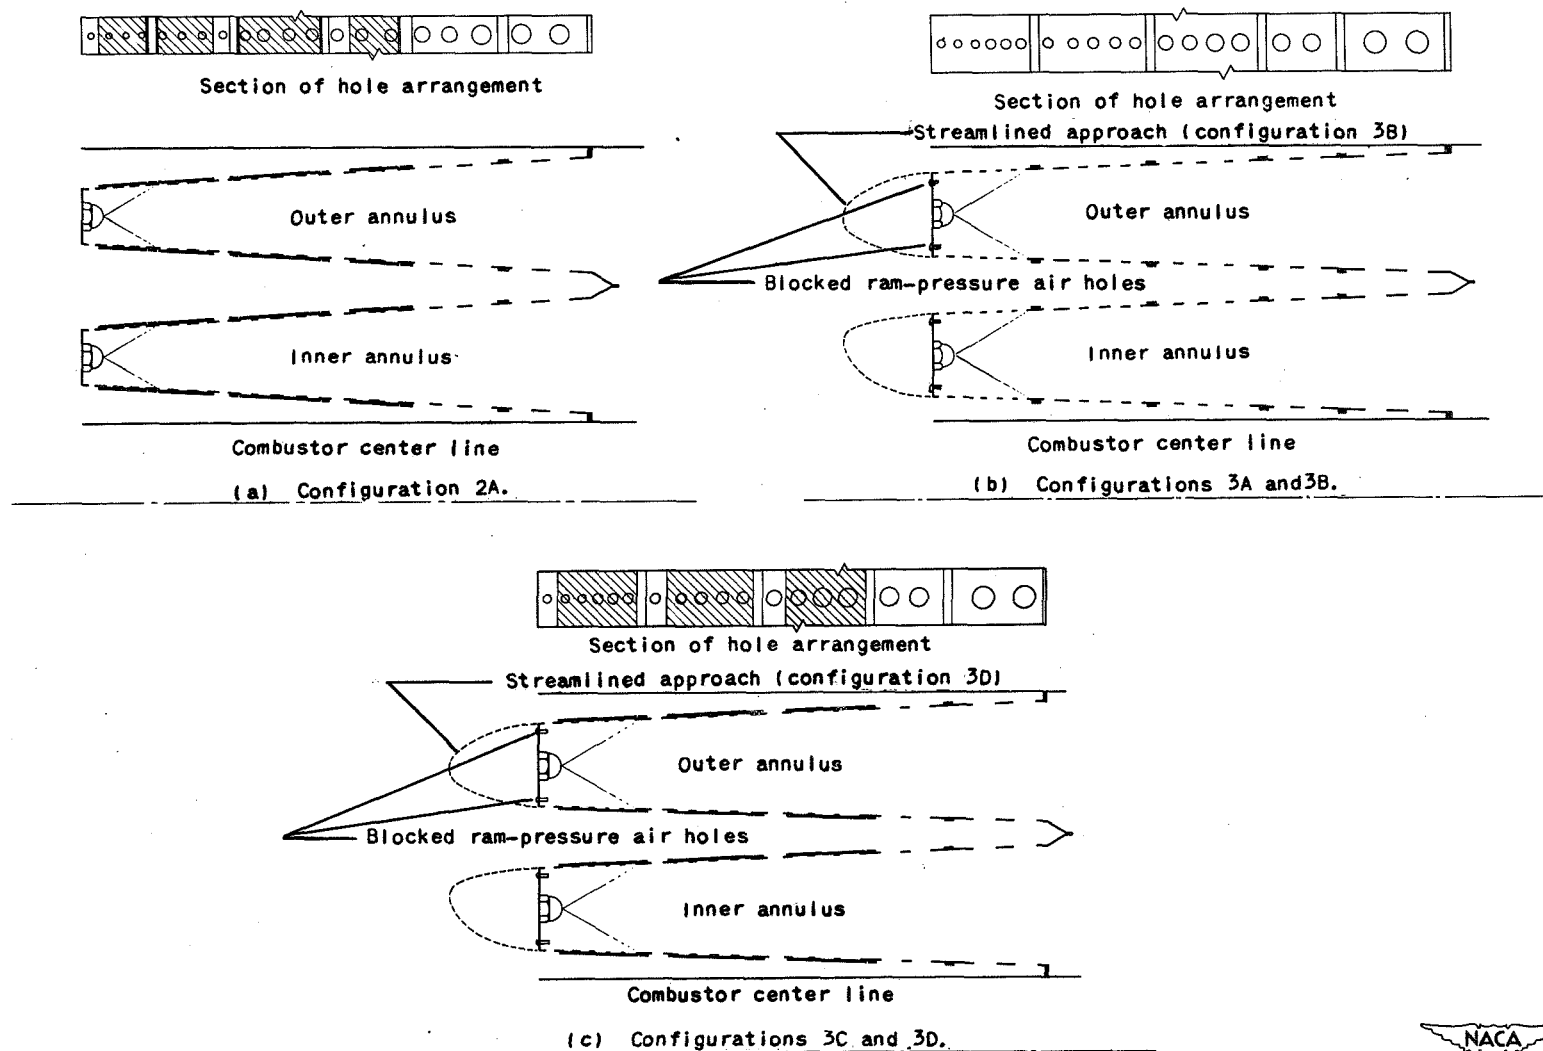 Section of hole arrangement
Outer annulus
Inner annulus
Combustor center line
(a) Configuration 2A.
Section of hole arrangement
Streamlined approach (configuration 3B)
Outer annulus
Blocked ram-pressure air holes
Inner annulus
Combustor center line
(b) Configurations 3A and3B.
Section of hole arrangement
Streamlined approach (configuration 3D)
Outer annulus
Blocked ram-pressure air holes
Inner annulus
Combustor center line
(c) Configurations 3C and 3D.
NACA